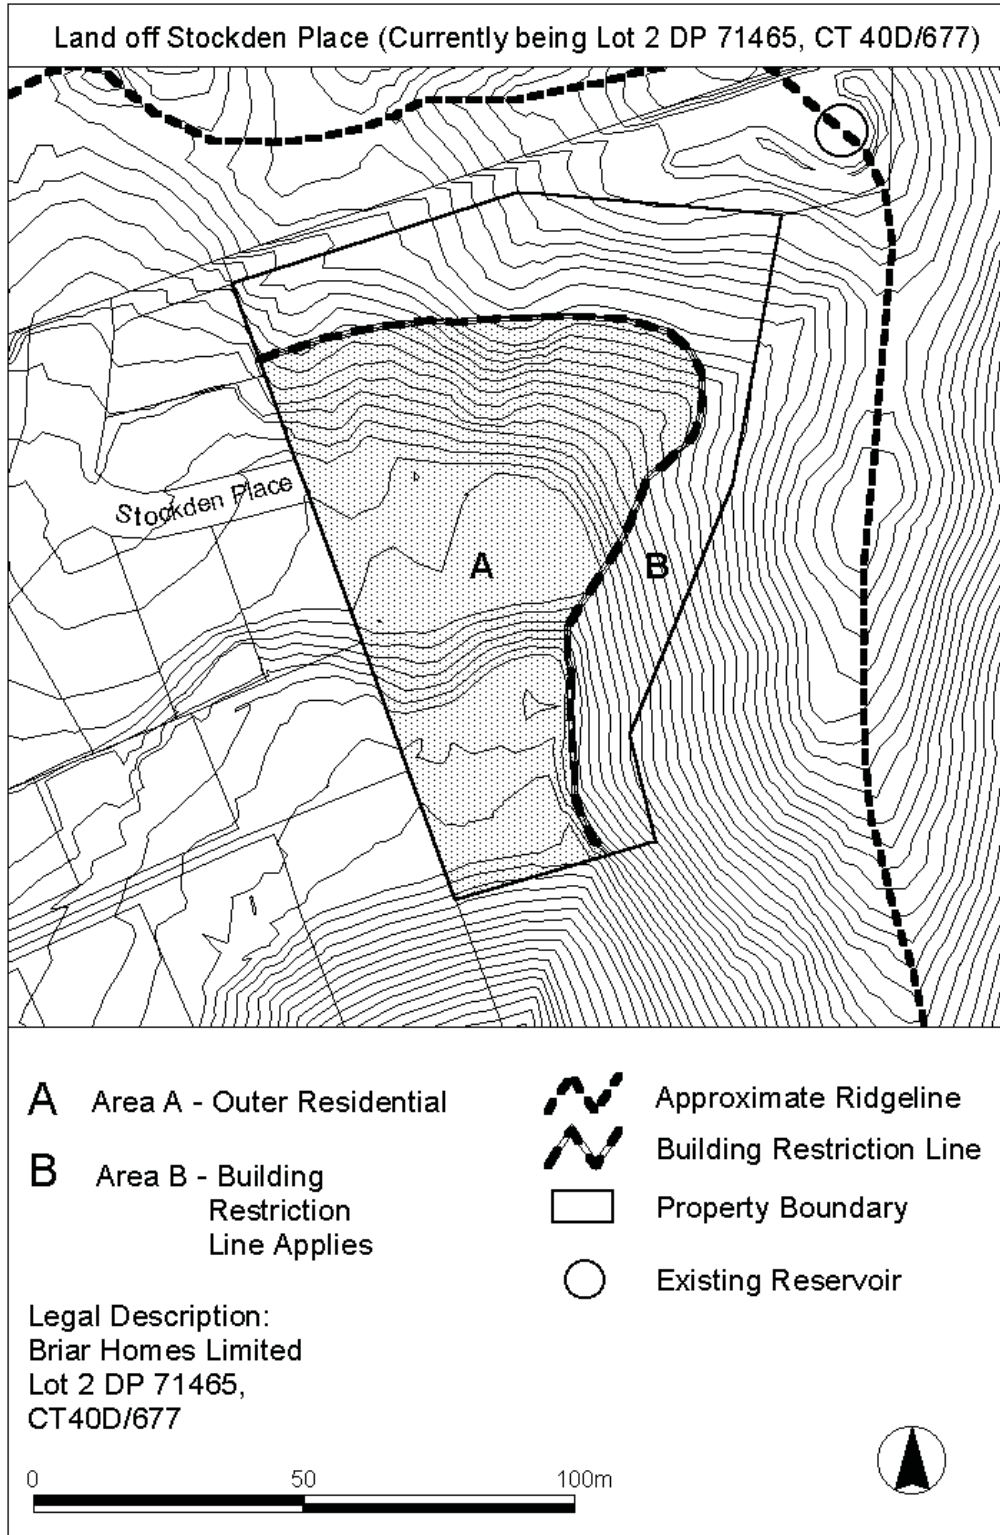 Land off Stockden Place (Currently being Lot 2 DP 71465, CT 40D/677)
Stockden Place
A
B
A Area A - Outer Residential
B Area B - Building
Restriction
Line Applies
Approximate Ridgeline
Building Restriction Line
Property Boundary
Existing Reservoir
Legal Description:
Briar Homes Limited
Lot 2 DP 71465,
CT40D/677
0 50 100m